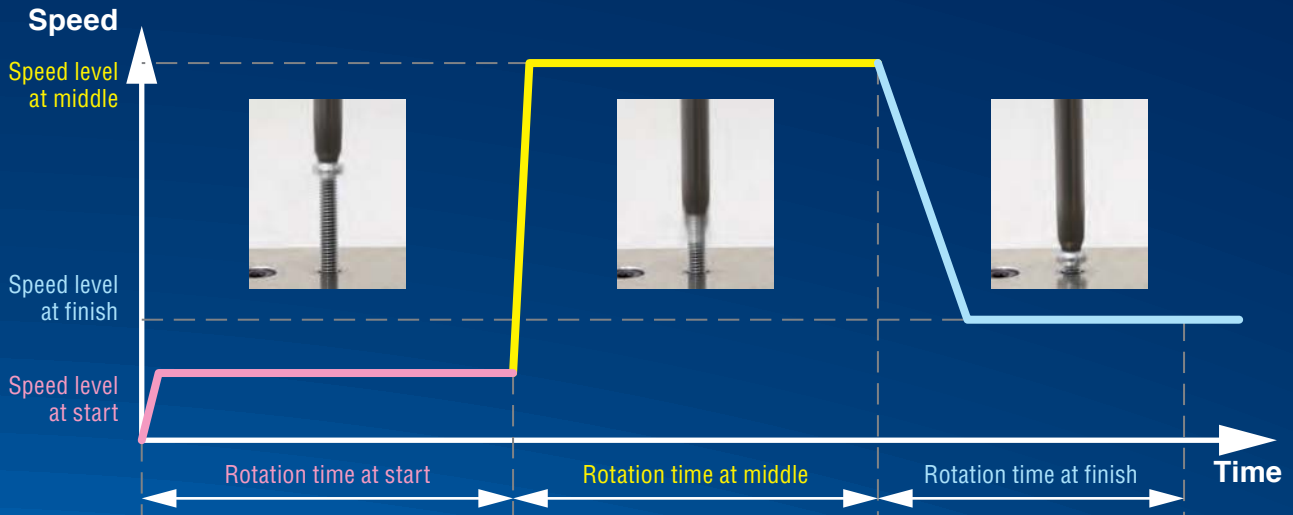 Speed
Speed level
at middle
Speed level
at finish
Speed level
at start
Rotation time at start
Rotation time at middle
Rotation time at finish
Time